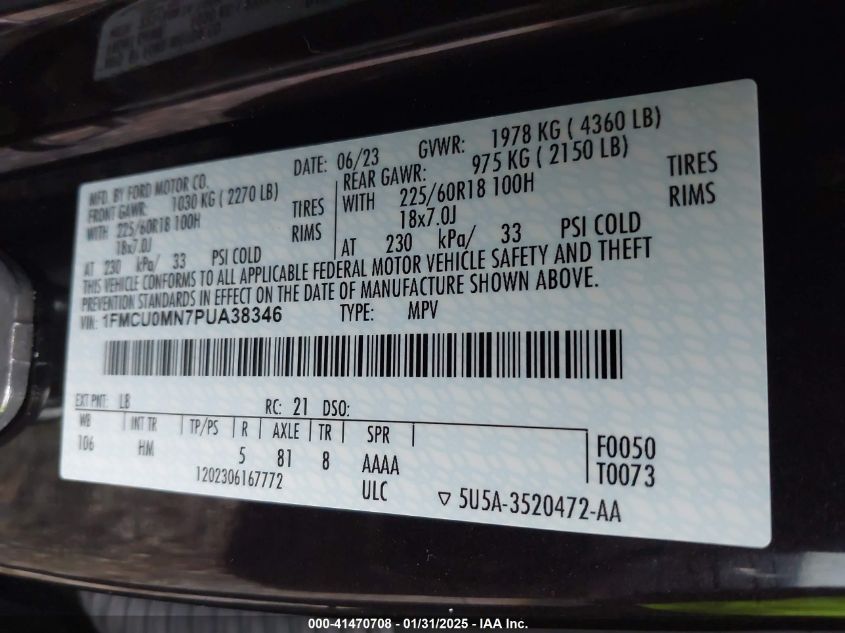 MFD. BY FORD MOTOR CO. DATE: 06/23 GVWR: 1978 KG ( 4360 LB)
FRONT GAWR: 1030 KG ( 2270 LB) REAR GAWR: 975 KG ( 2150 LB)
WITH 225/60R18 100H TIRES WITH 225/60R18 100H TIRES
18x7.0J RIMS 18x7.0J RIMS
AT 230 kPa/ 33 PSI COLD AT 230 kPa/ 33 PSI COLD
THIS VEHICLE CONFORMS TO ALL APPLICABLE FEDERAL MOTOR VEHICLE SAFETY AND THEFT
PREVENTION STANDARDS IN EFFECT ON THE DATE OF MANUFACTURE SHOWN ABOVE.
VIN: 1FMCU0MN7PUA38346 TYPE: MPV
EXT PNT: LB RC: 21 DSO:
WB INT TR TP/PS R AXLE TR SPR F0050
106 HM 5 81 8 AAAA T0073
1202306167772 ULC 5U5A-3520472-AA
000-41470708 - 01/31/2025 - IAA Inc.